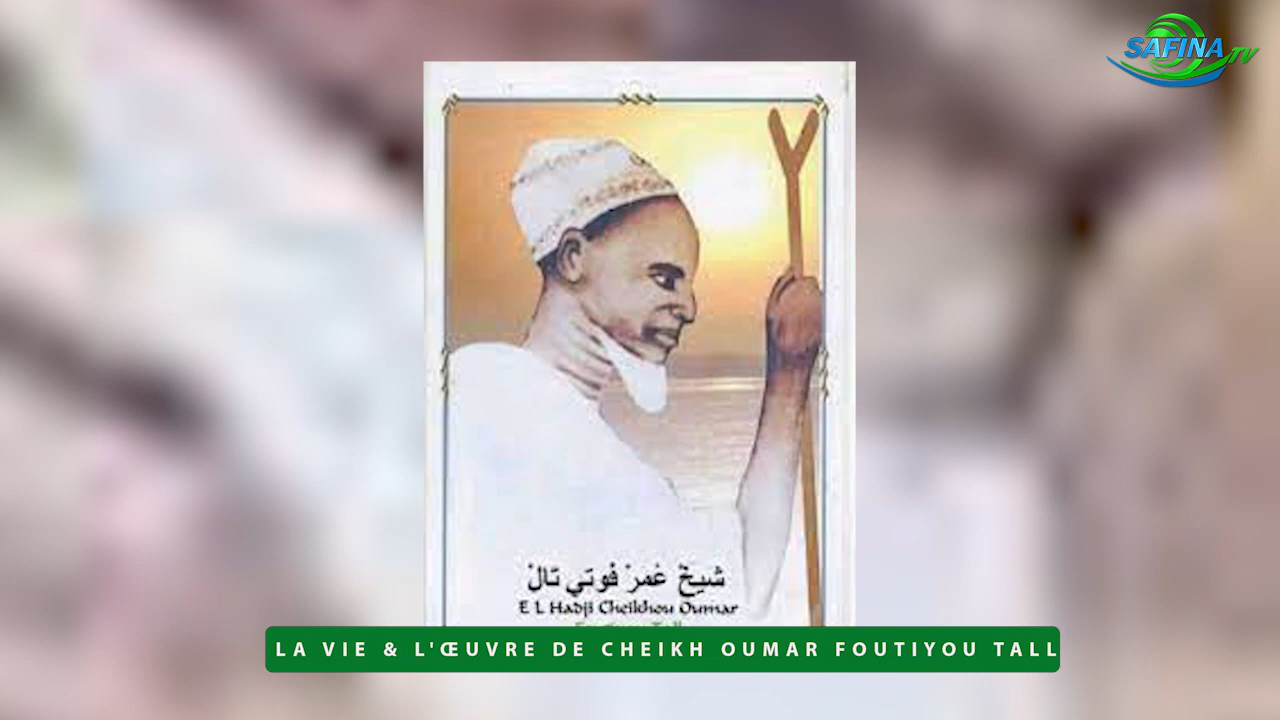 SAFINA TV
شيخ عمر فوتي تال
E L Hadji Cheikhou Oumar
LA VIE & L'ŒUVRE DE CHEIKH OUMAR FOUTIYOU TALL